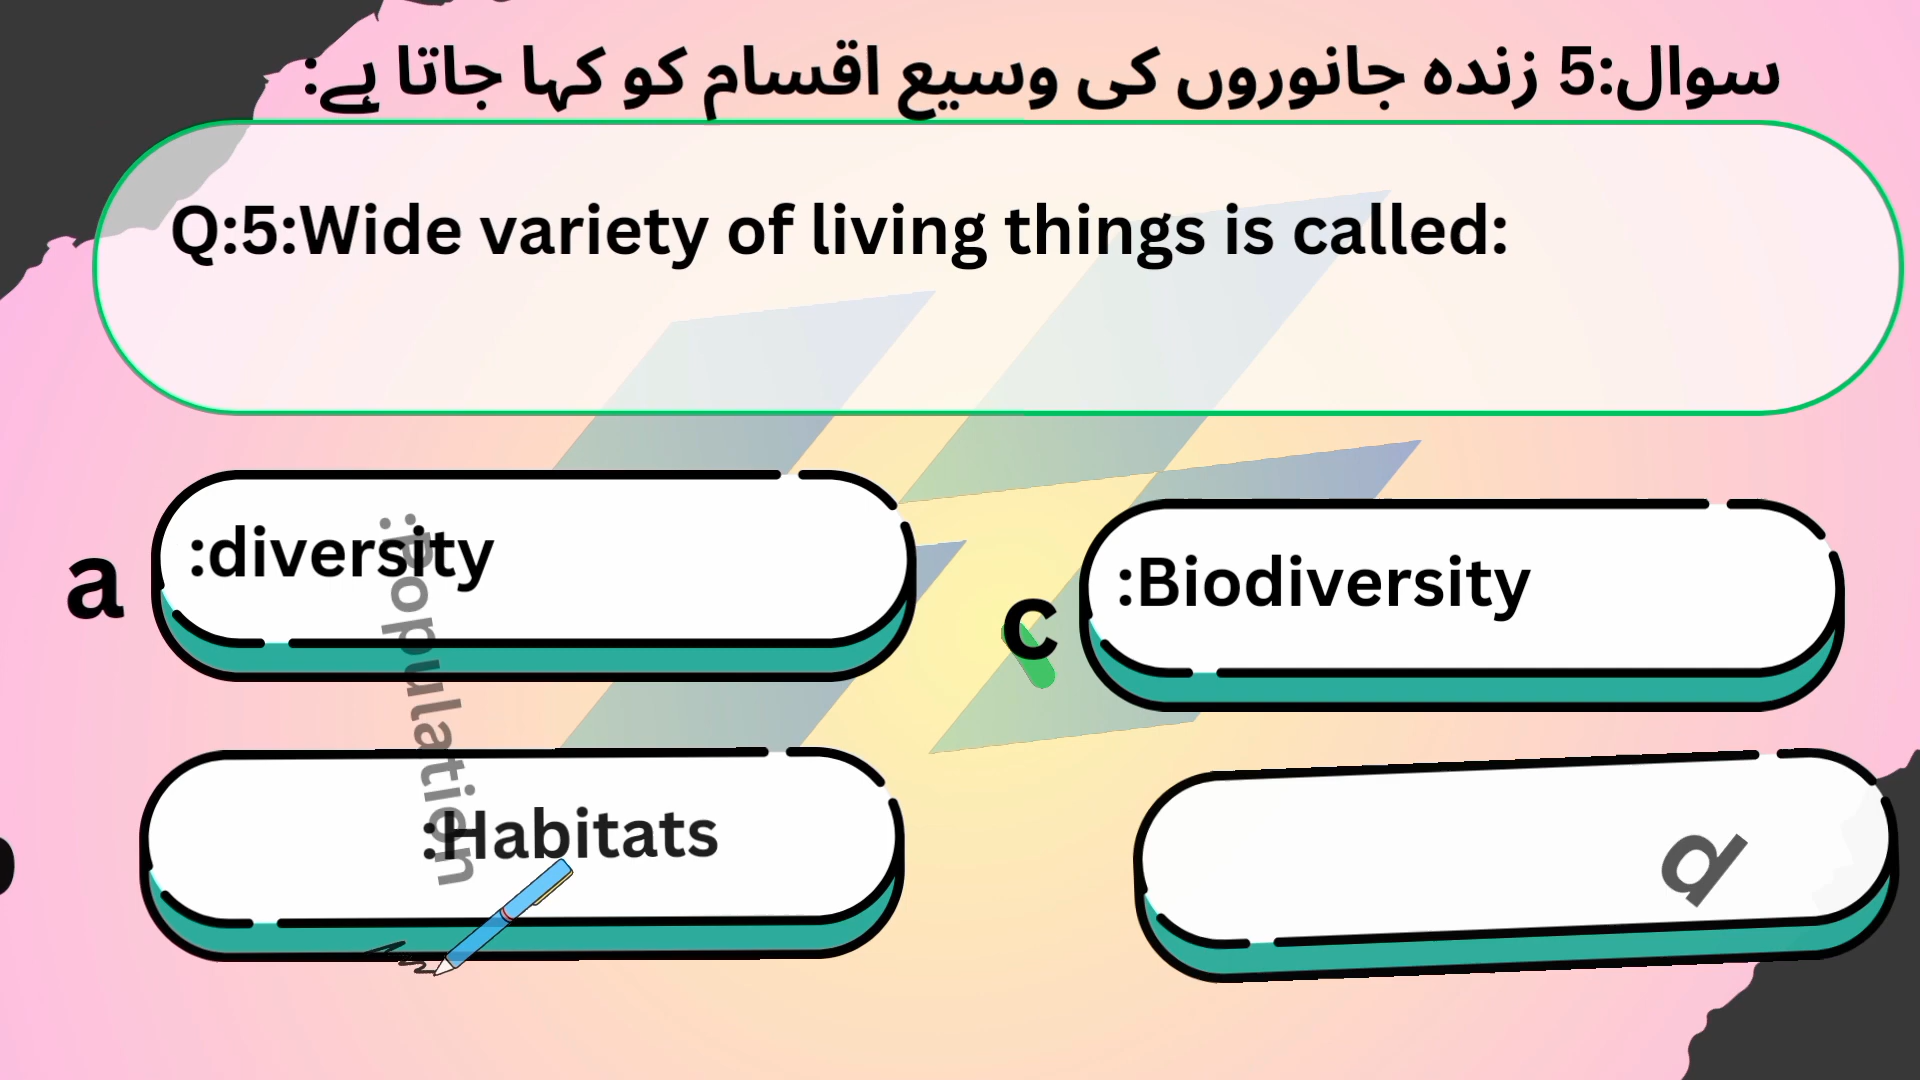 سوال:5 زندہ جانوروں کی وسیع اقسام کو کہا جاتا ہے:
Q:5:Wide variety of living things is called:
a
:diversity
c
:Biodiversity
:Habitats
:population
d